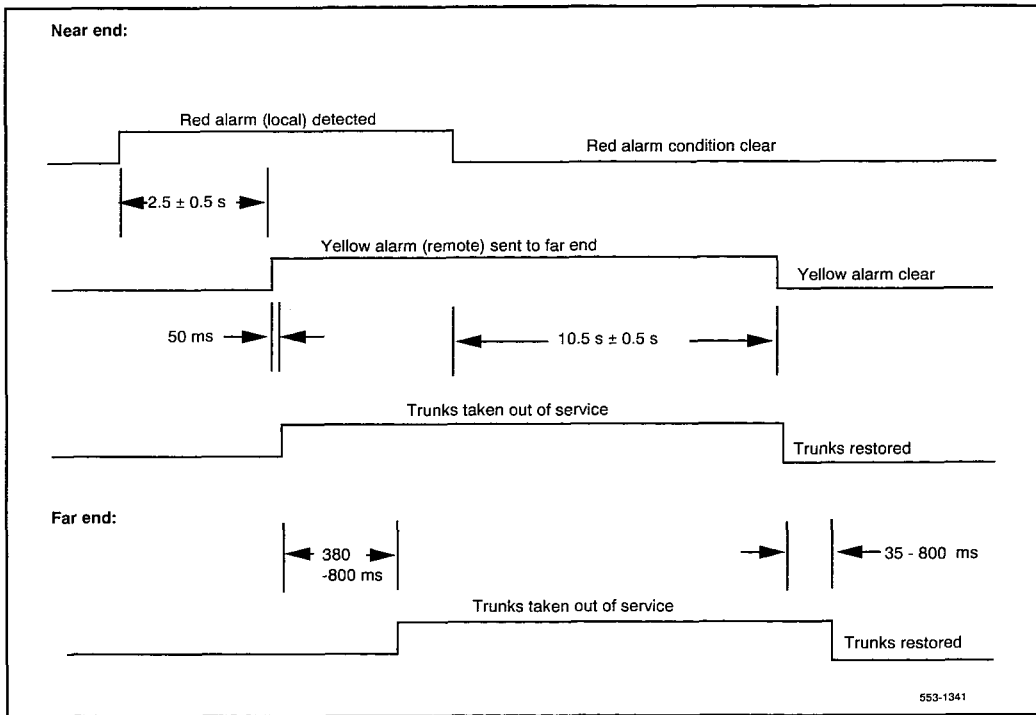 Near end:
Red alarm (local) detected
Red alarm condition clear
2.5 ± 0.5 s
Yellow alarm (remote) sent to far end
Yellow alarm clear
50 ms
10.5 s ± 0.5 s
Trunks taken out of service
Trunks restored
Far end:
380
-800 ms
35 - 800 ms
Trunks taken out of service
Trunks restored
553-1341